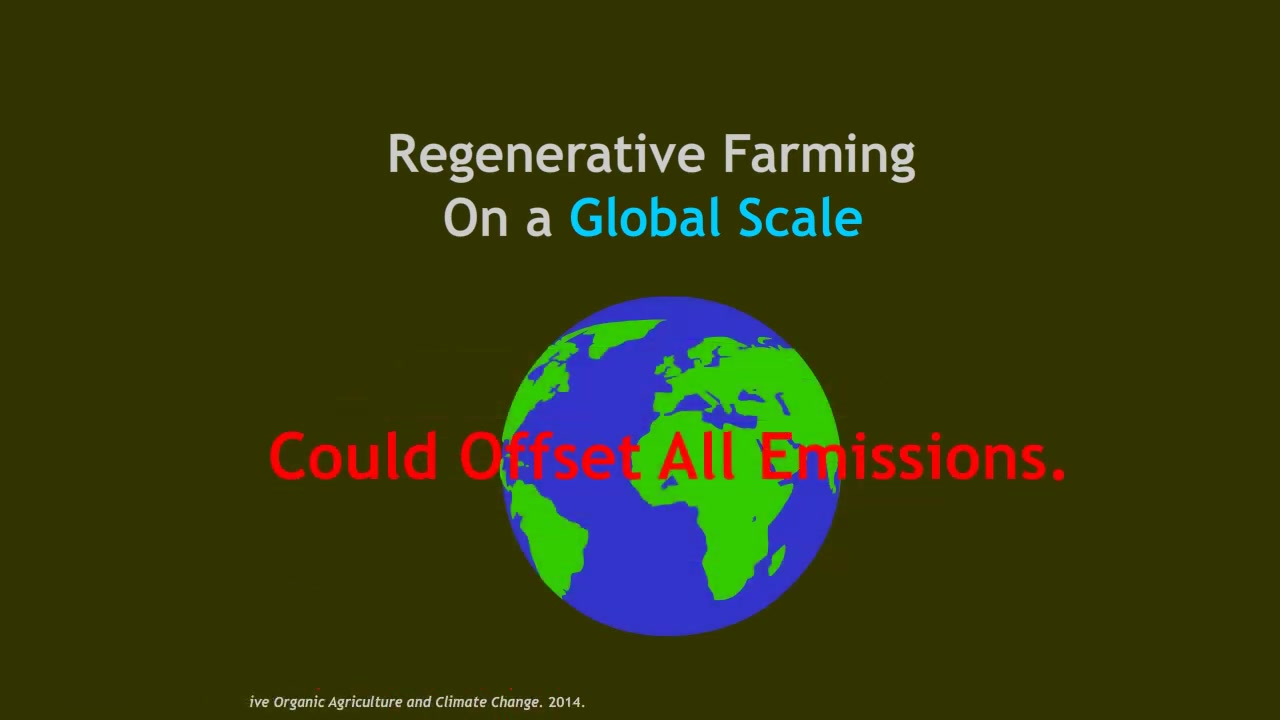 Regenerative Farming
On a Global Scale
Could Offset All Emissions.
ive Organic Agriculture and Climate Change. 2014.